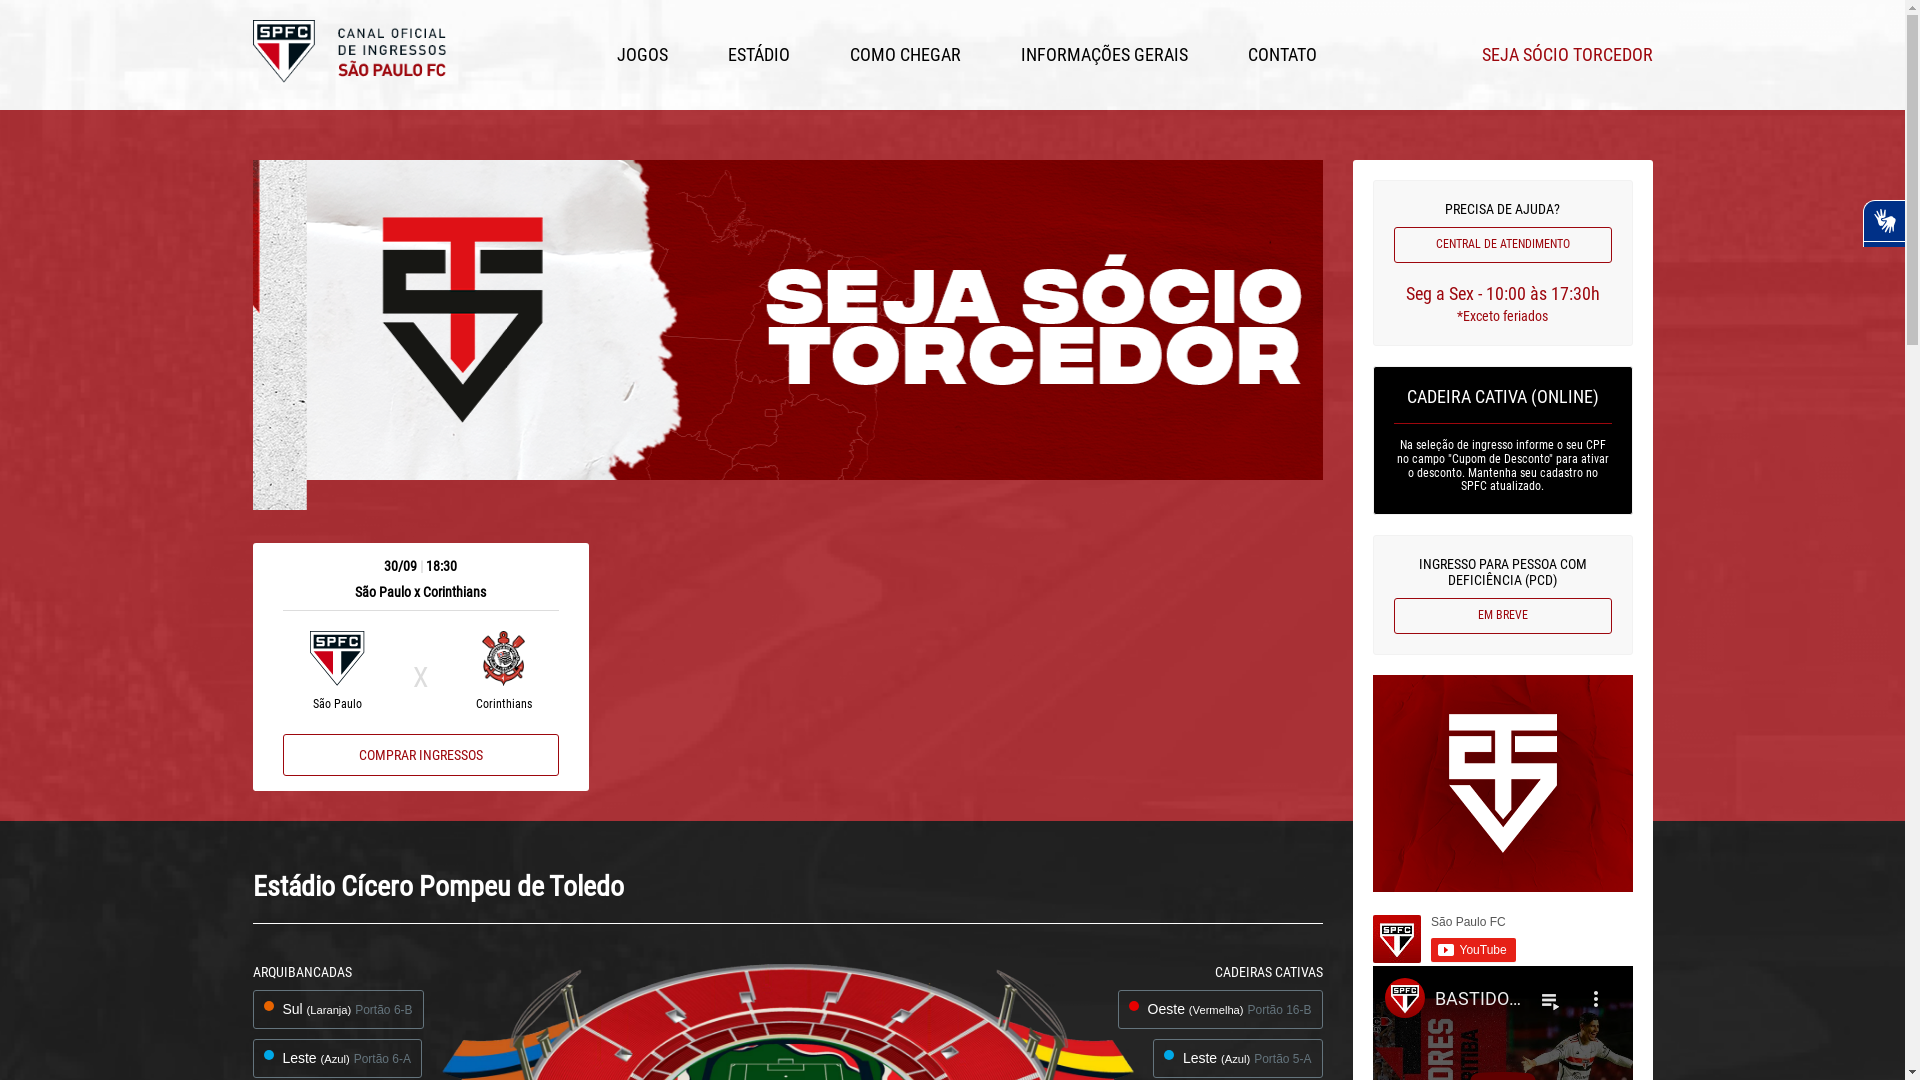 SPFC
CANAL OFICIAL
DE INGRESSOS
SÃO PAULO FC
JOGOS
ESTÁDIO
COMO CHEGAR
INFORMAÇÕES GERAIS
CONTATO
SEJA SÓCIO TORCEDOR
SEJA SÓCIO
TORCEDOR
PRECISA DE AJUDA?
CENTRAL DE ATENDIMENTO
Seg a Sex - 10:00 às 17:30h
*Exceto feriados
CADEIRA CATIVA (ONLINE)
Na seleção de ingresso informe o seu CPF
no campo "Cupom de Desconto" para ativar
o desconto. Mantenha seu cadastro no
SPFC atualizado.
INGRESSO PARA PESSOA COM
DEFICIÊNCIA (PCD)
EM BREVE
30/09 | 18:30
São Paulo x Corinthians
SPFC
X
São Paulo
Corinthians
COMPRAR INGRESSOS
Estádio Cícero Pompeu de Toledo
ARQUIBANCADAS
Sul (Laranja) Portão 6-B
Leste (Azul) Portão 6-A
CADEIRAS CATIVAS
Oeste (Vermelha) Portão 16-B
Leste (Azul) Portão 5-A
SPFC
São Paulo FC
YouTube
SPFC
BASTIDO...